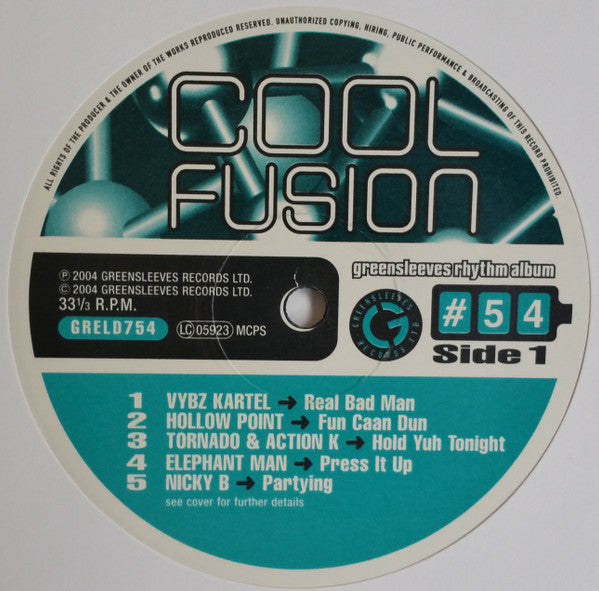 ALL RIGHTS OF THE PRODUCER & THE OWNER OF THE WORKS REPRODUCED RESERVED. UNAUTHORIZED COPYING, HIRING, PUBLIC PERFORMANCE & BROADCASTING OF THIS RECORD PROHIBITED.
COOL
FUSION
℗ 2004 GREENSLEEVES RECORDS LTD.
© 2004 GREENSLEEVES RECORDS LTD.
33⅓ R.P.M.
GRELD754 LC 05923 MCPS
greensleeves rhythm album
GREENSLEEVES RECORDS LTD
G
#54
Side 1
1 VYBZ KARTEL → Real Bad Man
2 HOLLOW POINT → Fun Caan Dun
3 TORNADO & ACTION K → Hold Yuh Tonight
4 ELEPHANT MAN → Press It Up
5 NICKY B → Partying
see cover for further details